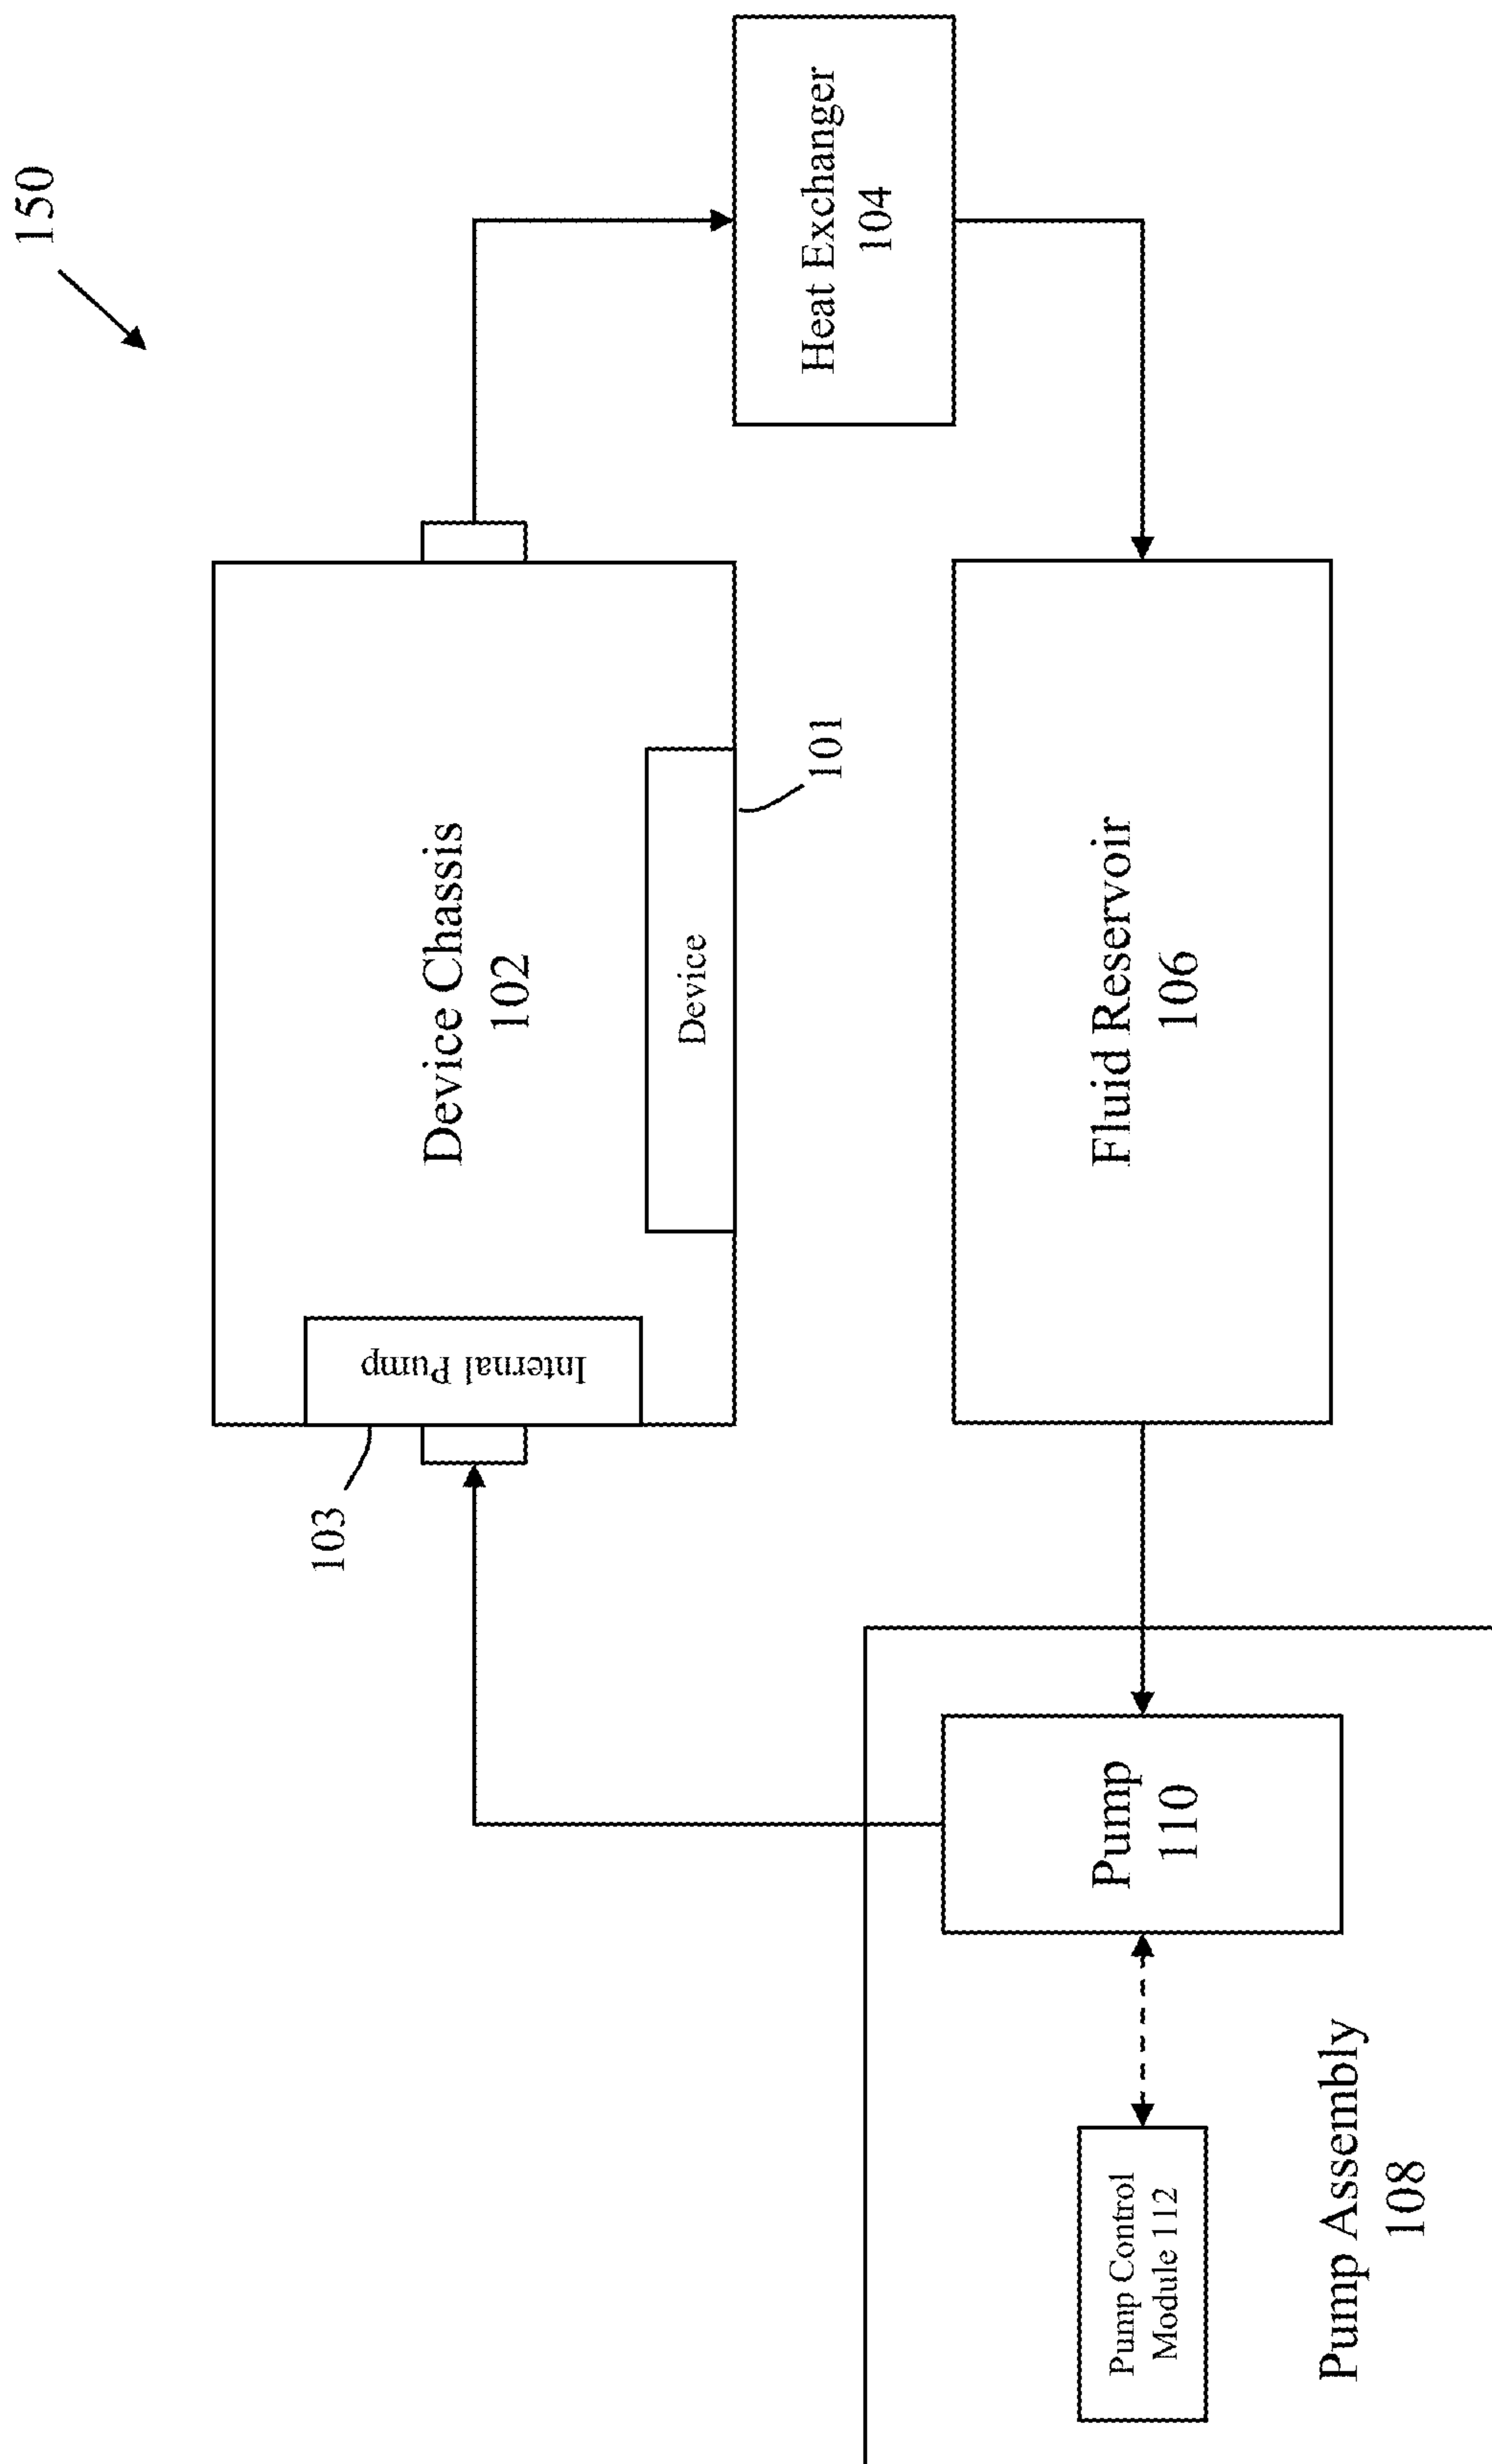 150
Device Chassis
102
Internal Pump
103
Device
101
Heat Exchanger
104
Fluid Reservoir
106
Pump
110
Pump Control
Module 112
Pump Assembly
108